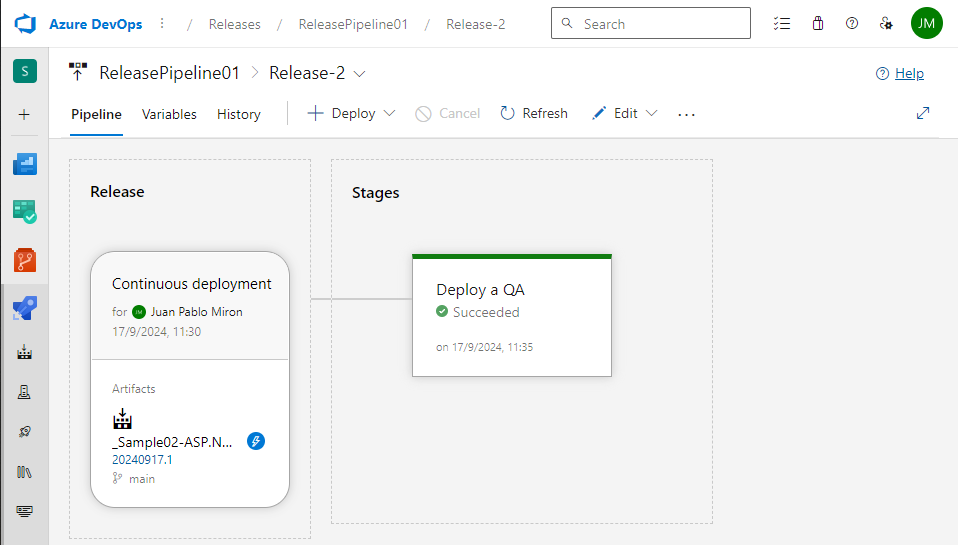 Azure DevOps / Releases / ReleasePipeline01 / Release-2 Search JM
S ReleasePipeline01 > Release-2 Help
Pipeline Variables History Deploy Cancel Refresh Edit ...
Release
Continuous deployment
for JM Juan Pablo Miron
17/9/2024, 11:30
Artifacts
_Sample02-ASP.N...
20240917.1
main
Stages
Deploy a QA
Succeeded
on 17/9/2024, 11:35